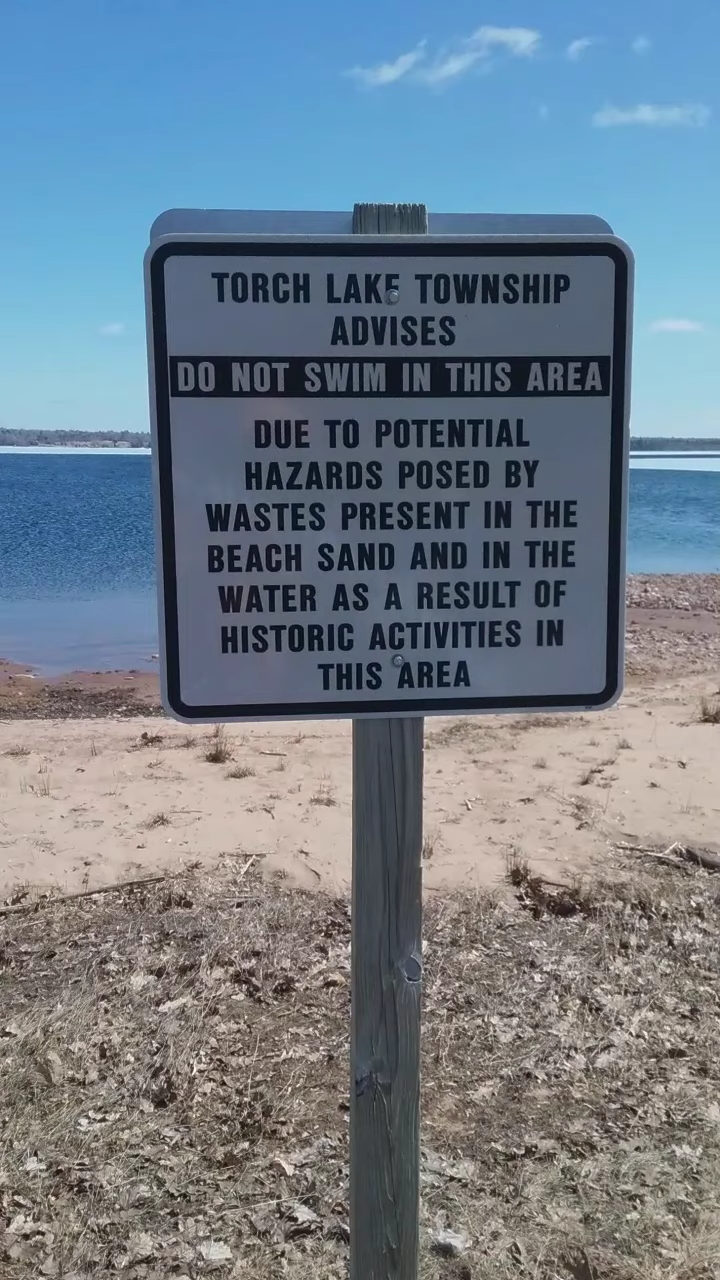 TORCH LAKE TOWNSHIP
ADVISES
DO NOT SWIM IN THIS AREA
DUE TO POTENTIAL
HAZARDS POSED BY
WASTES PRESENT IN THE
BEACH SAND AND IN THE
WATER AS A RESULT OF
HISTORIC ACTIVITIES IN
THIS AREA